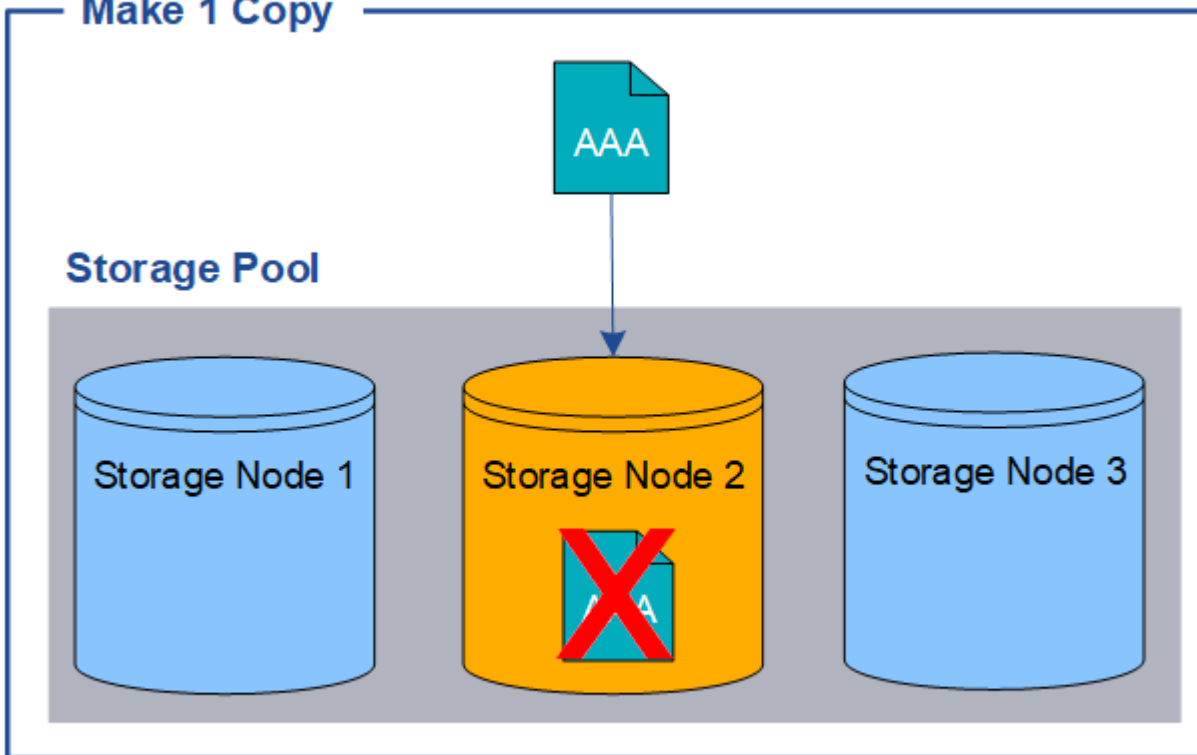 Make 1 Copy
AAA
Storage Pool
Storage Node 1
Storage Node 2
Storage Node 3